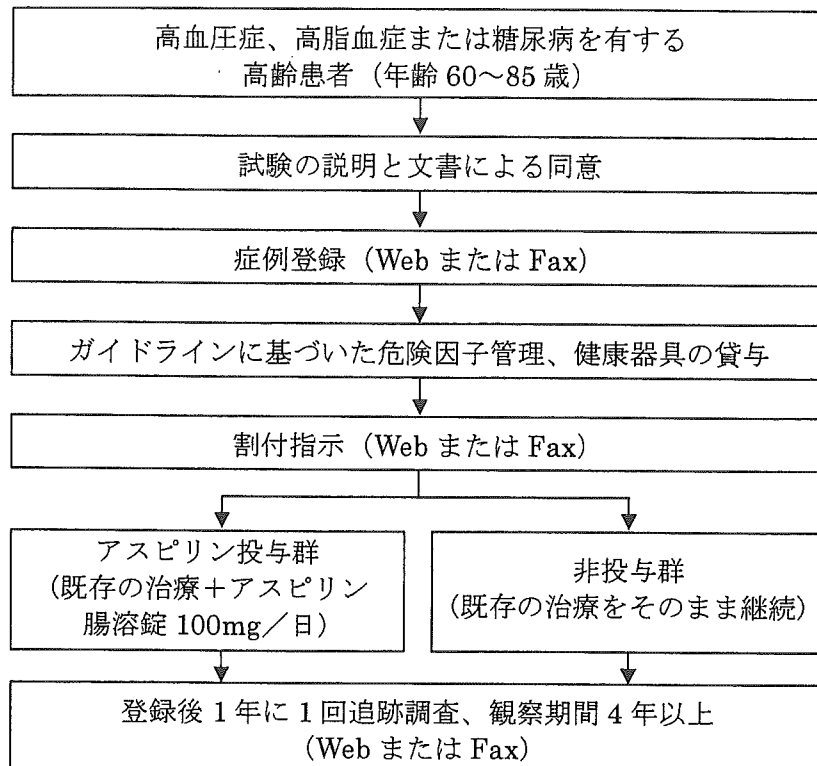 高血圧症、高脂血症または糖尿病を有する
高齢患者（年齢 60～85 歳）
試験の説明と文書による同意
症例登録（Web または Fax）
ガイドラインに基づいた危険因子管理、健康器具の貸与
割付指示（Web または Fax）
アスピリン投与群
(既存の治療＋アスピリン
腸溶錠 100mg／日）
非投与群
(既存の治療をそのまま継続)
登録後 1 年に 1 回追跡調査、観察期間 4 年以上
（Web または Fax）